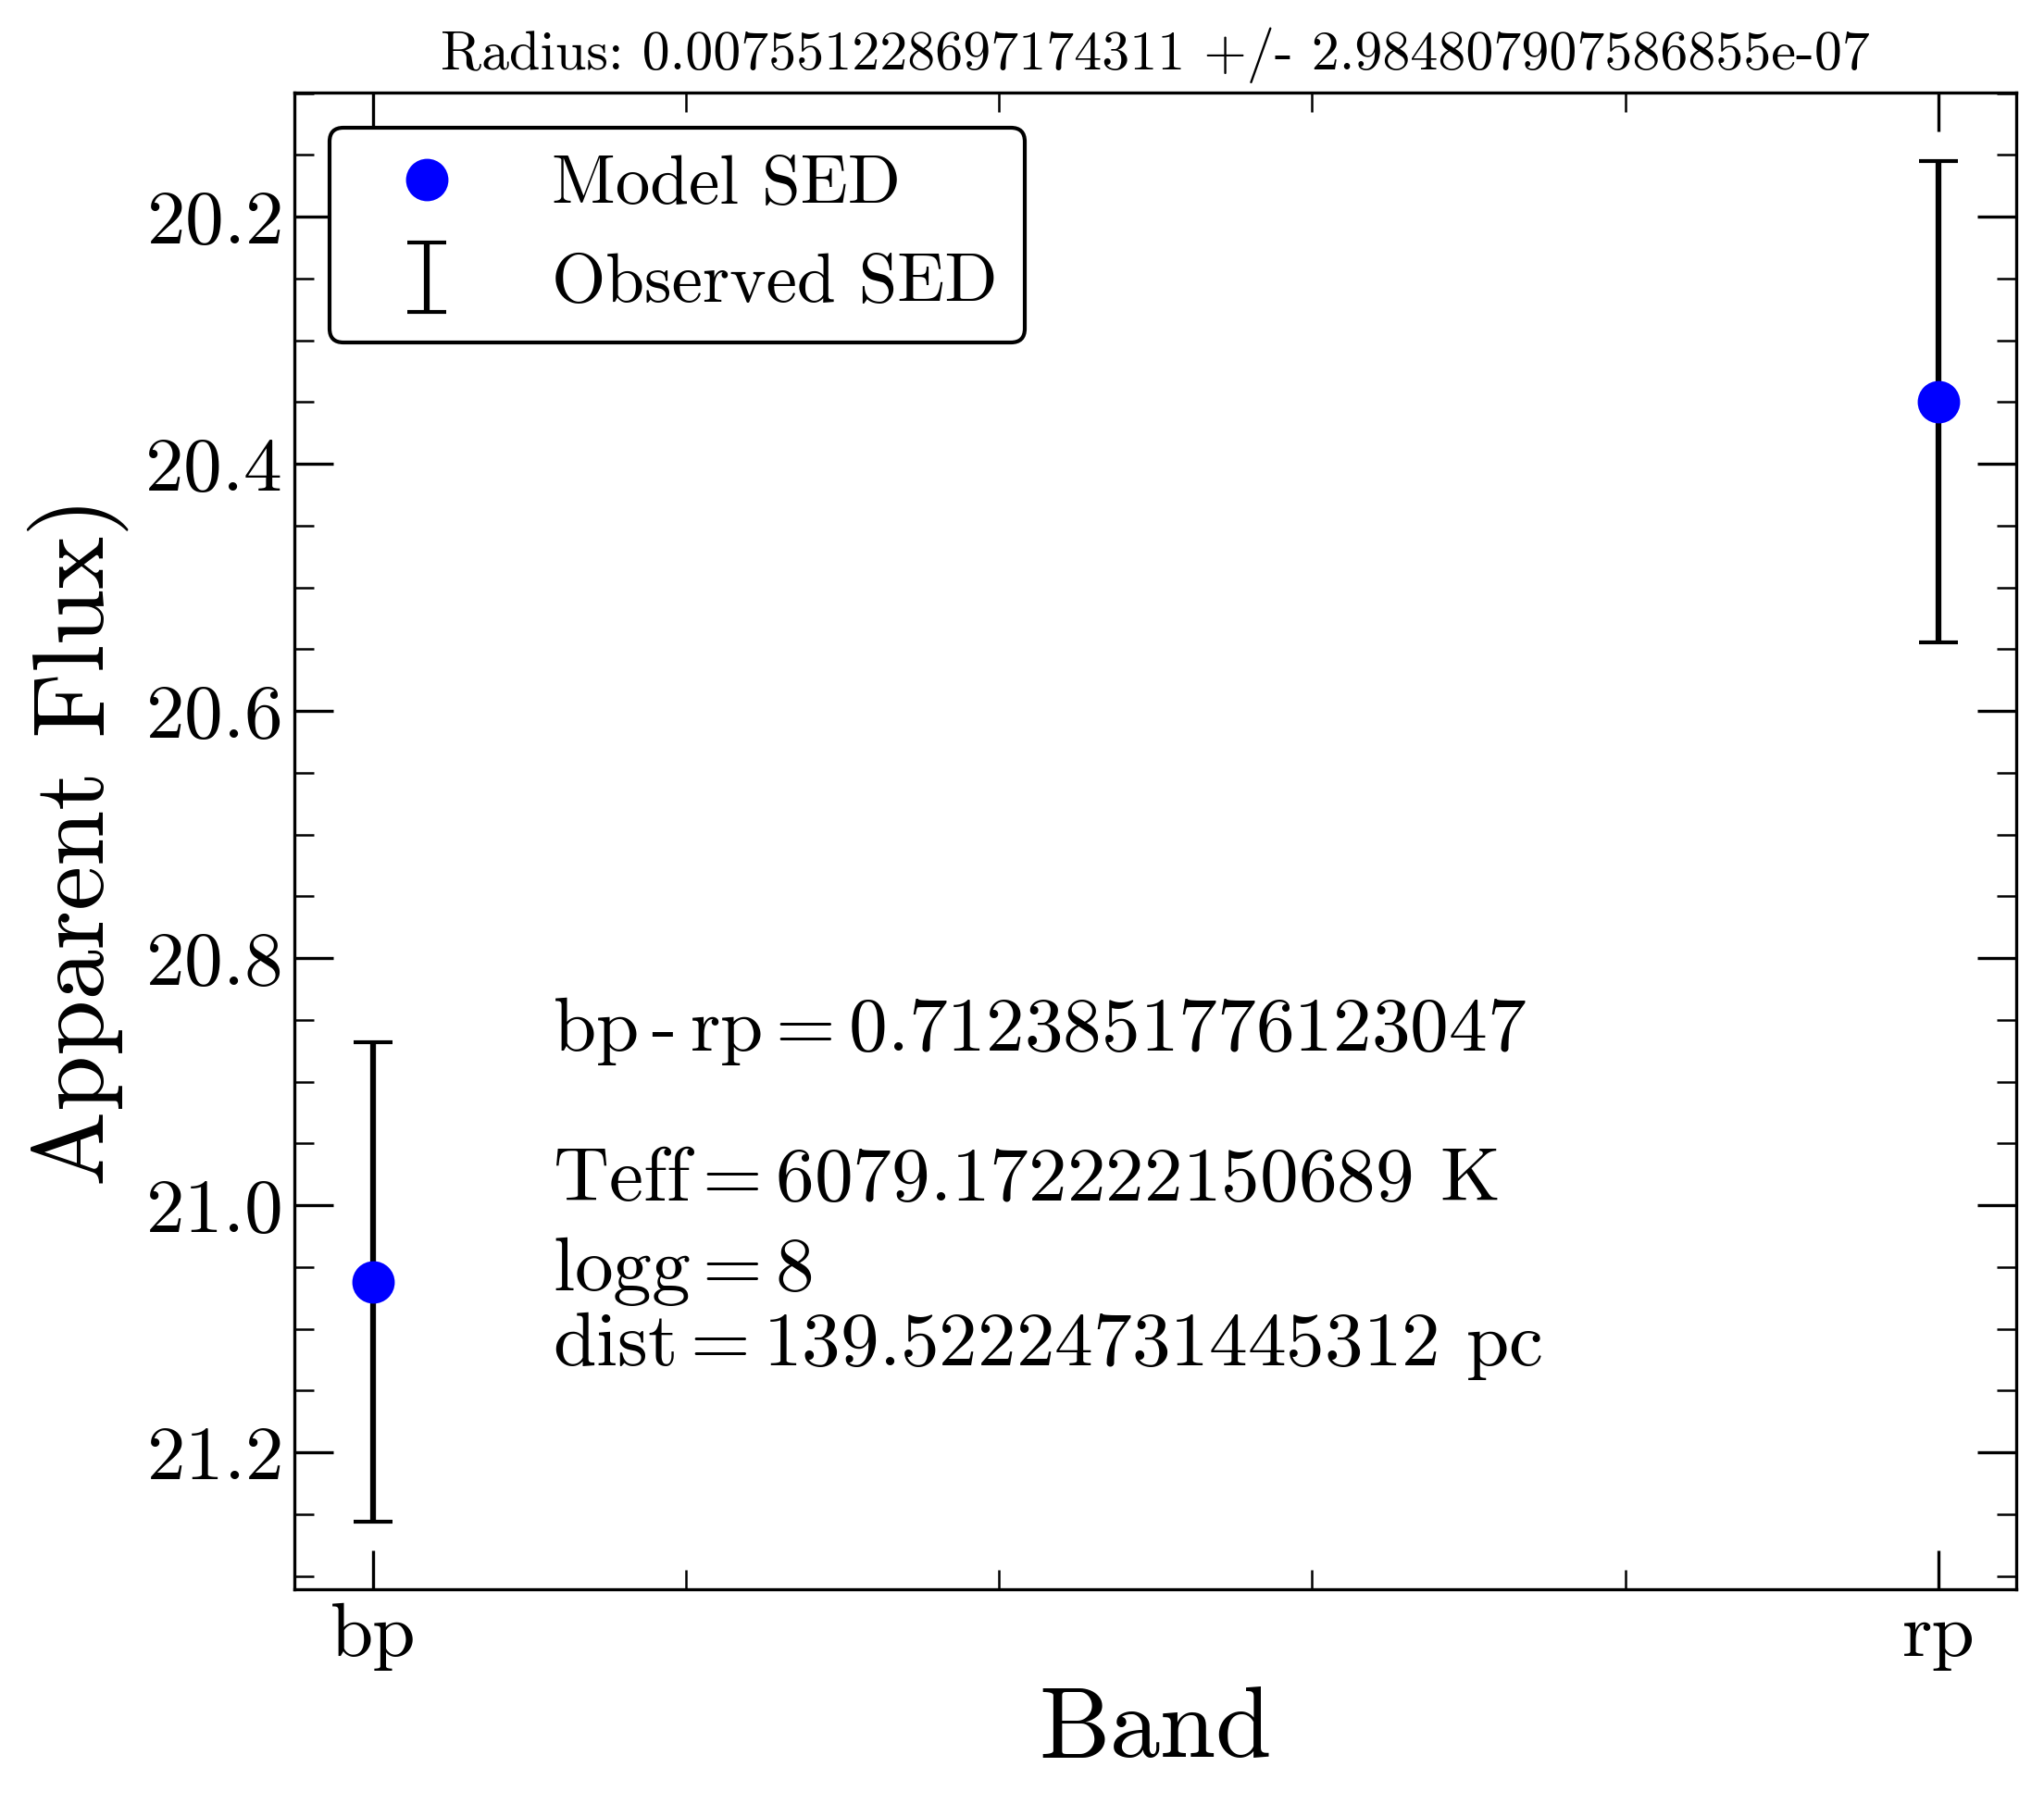 Radius: 0.007551228697174311 +/- 2.984807907586855e-07
Model SED
Observed SED
20.2
20.4
20.6
20.8
21.0
21.2
Apparent Flux)
bp - rp = 0.7123851776123047
Teff = 6079.172222150689 K
logg = 8
dist = 139.52224731445312 pc
bp
rp
Band